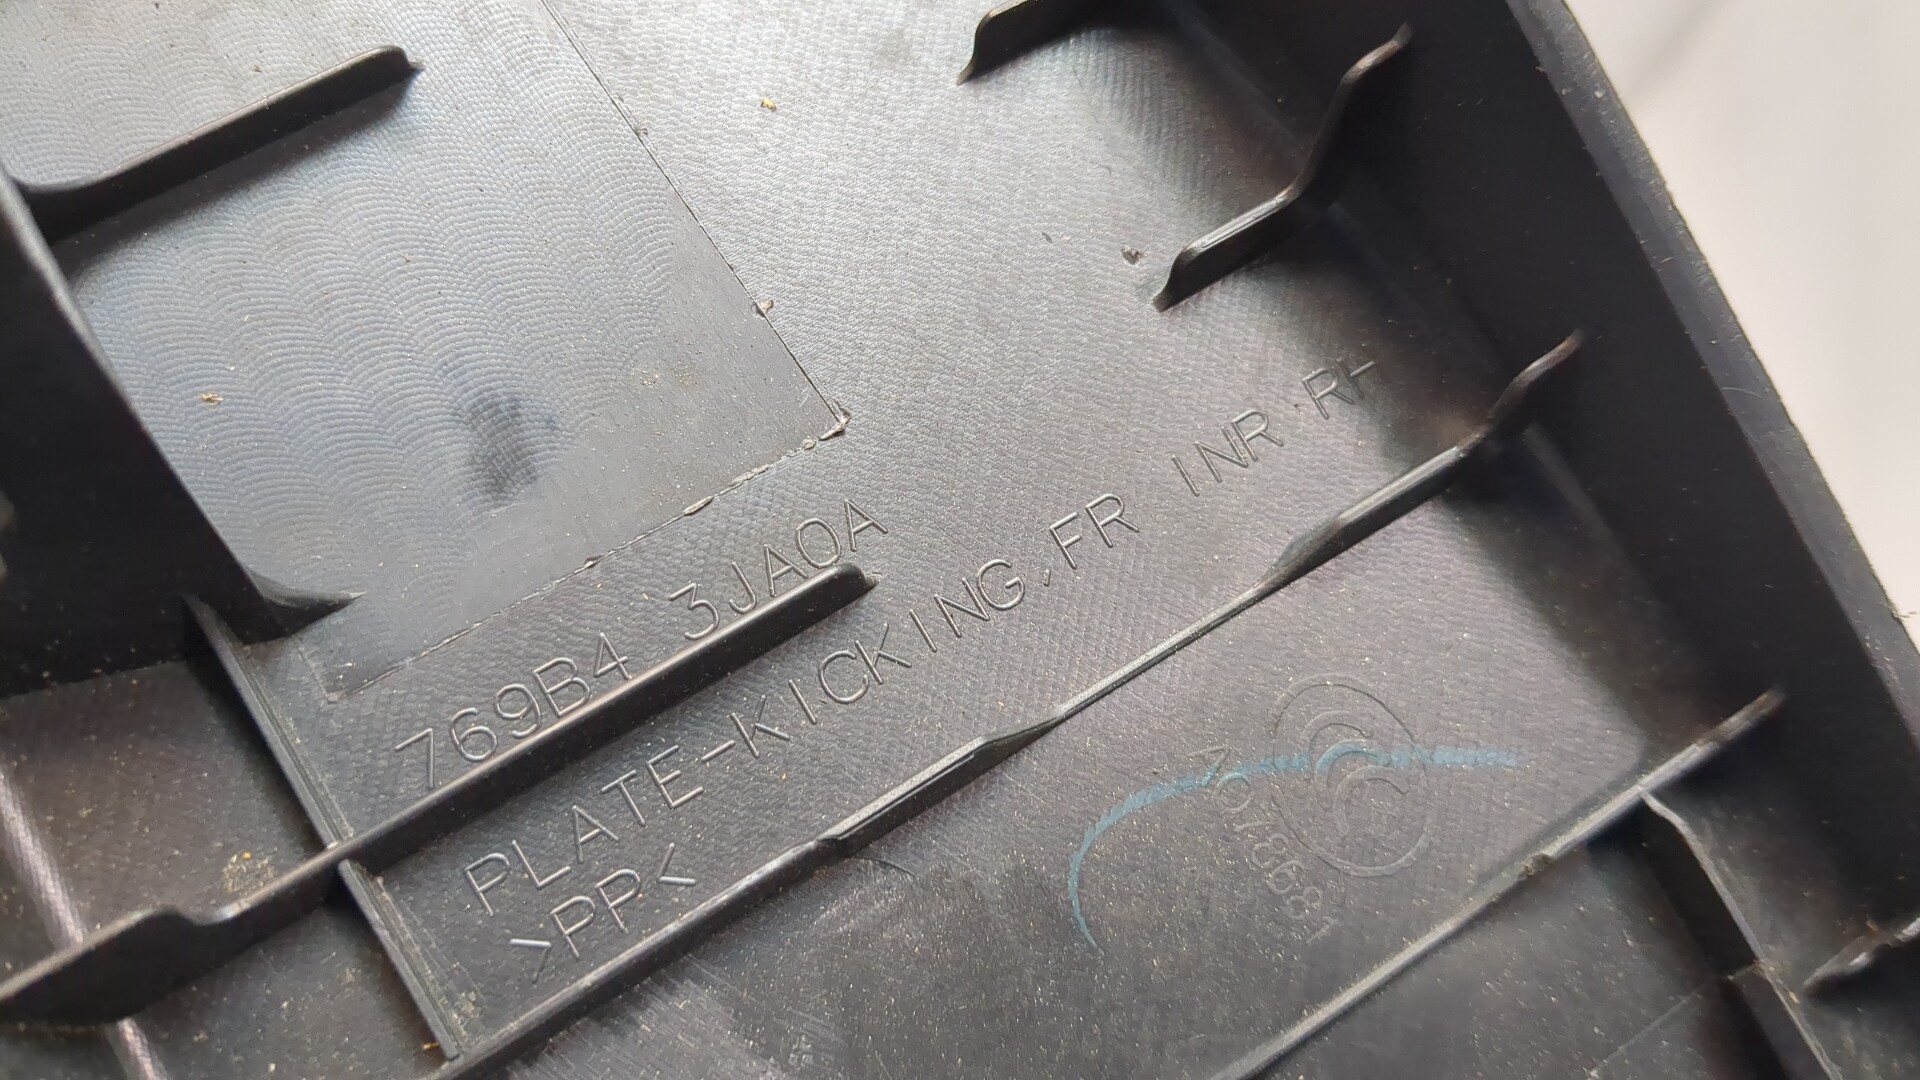 769B4 3JA0A
PLATE-KICKING,FR INR RH
>PP<